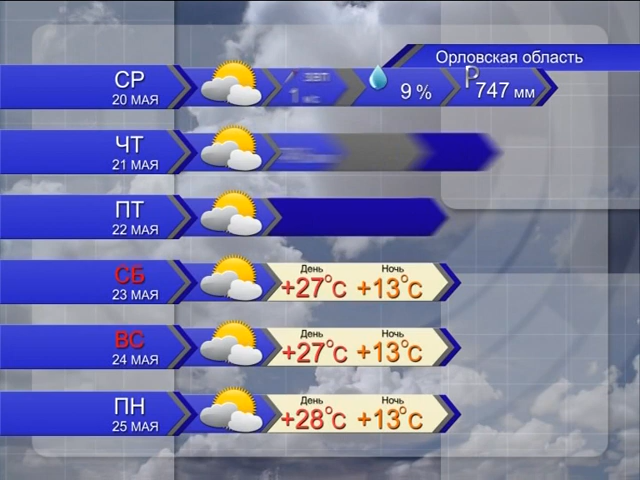 Орловская область
СР
20 МАЯ
9 %
Р
747 мм
ЧТ
21 МАЯ
ПТ
22 МАЯ
СБ
23 МАЯ
День Ночь
+27°С +13°С
ВС
24 МАЯ
День Ночь
+27°С +13°С
ПН
25 МАЯ
День Ночь
+28°С +13°С